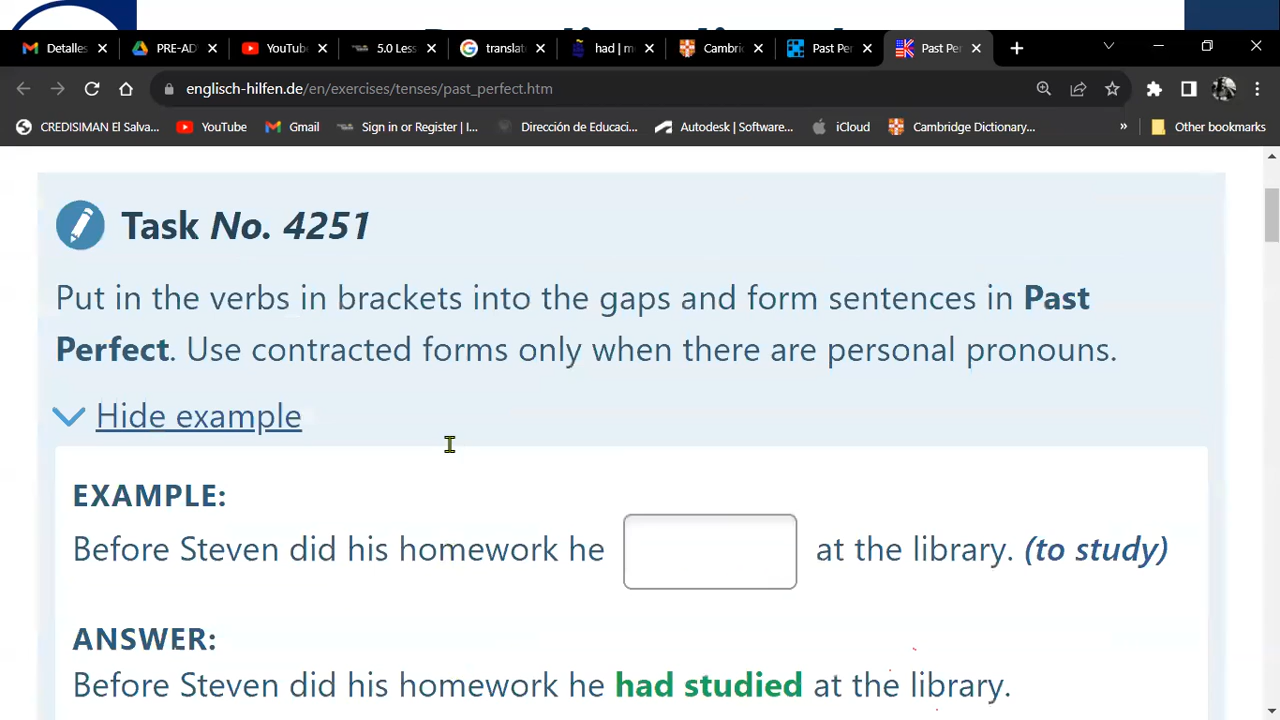 Detalles
PRE-AD
YouTube
5.0 Less
translat
had | m
Cambri
Past Per
Past Per
englisch-hilfen.de/en/exercises/tenses/past_perfect.htm
CREDISIMAN El Salva...
YouTube
Gmail
Sign in or Register | I...
Dirección de Educaci...
Autodesk | Software...
iCloud
Cambridge Dictionary...
»
Other bookmarks
Task No. 4251
Put in the verbs in brackets into the gaps and form sentences in Past
Perfect. Use contracted forms only when there are personal pronouns.
Hide example
EXAMPLE:
Before Steven did his homework he at the library. (to study)
ANSWER:
Before Steven did his homework he had studied at the library.